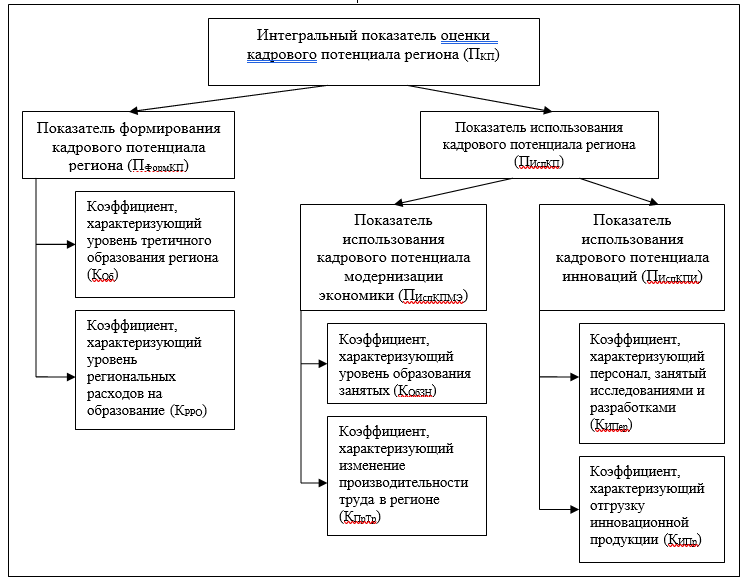 Интегральный показатель оценки
кадрового потенциала региона (ПКП)
Показатель формирования
кадрового потенциала
региона (ПФормКП)
Показатель использования
кадрового потенциала региона
(ПИспКП)
Коэффициент,
характеризующий
уровень третичного
образования региона
(КОб)
Коэффициент,
характеризующий
уровень
региональных
расходов на
образование (КРРО)
Показатель
использования
кадрового потенциала
модернизации
экономики (ПИспКПМЭ)
Коэффициент,
характеризующий
уровень образования
занятых (КОбЗН)
Коэффициент,
характеризующий
изменение
производительности
труда в регионе
(КПрТр)
Показатель
использования
кадрового потенциала
инноваций (ПИспКПИ)
Коэффициент,
характеризующий
персонал, занятый
исследованиями и
разработками
(КИПер)
Коэффициент,
характеризующий
отгрузку
инновационной
продукции (КИПр)